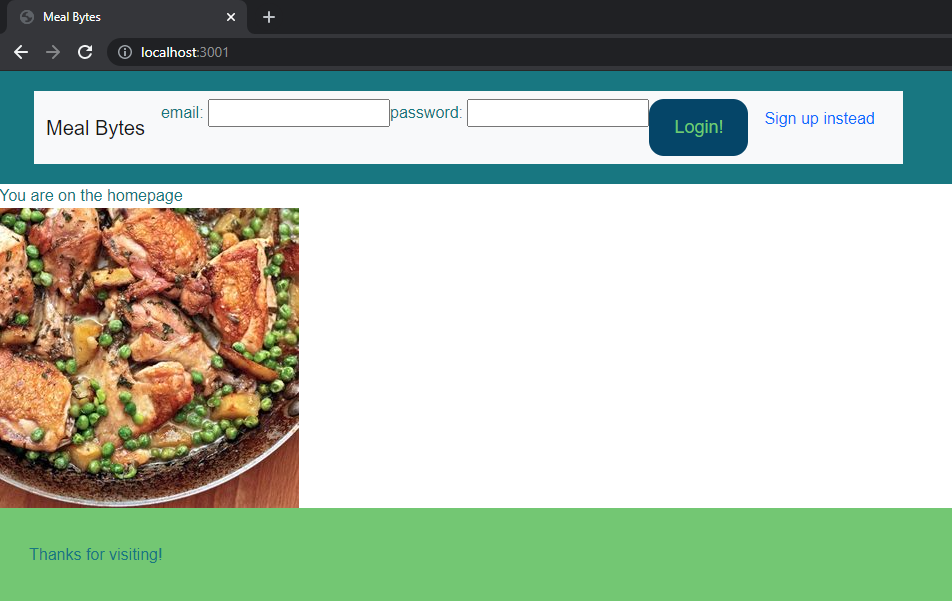 Meal Bytes
localhost:3001
Meal Bytes email: password: Login! Sign up instead
You are on the homepage
Thanks for visiting!